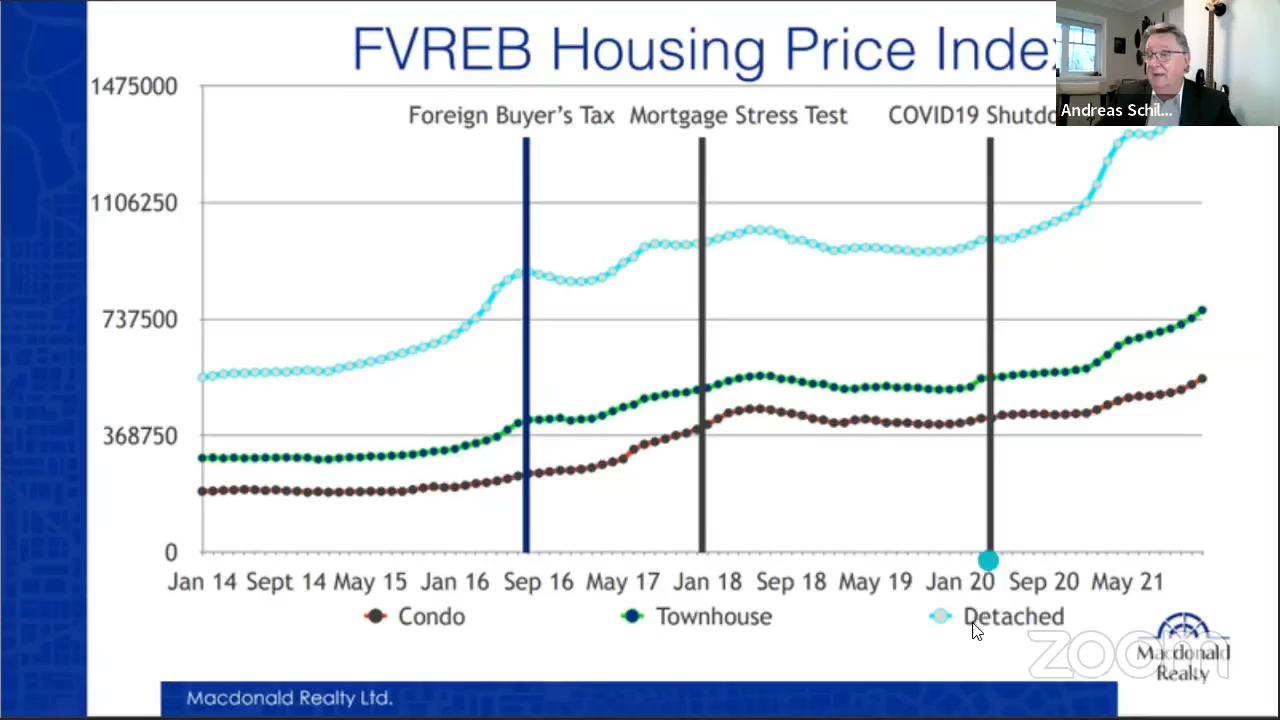 FVREB Housing Price Inde
Andreas Schil...
1475000
Foreign Buyer's Tax Mortgage Stress Test COVID19 Shutdo
1106250
737500
368750
0
Jan 14 Sept 14 May 15 Jan 16 Sep 16 May 17 Jan 18 Sep 18 May 19 Jan 20 Sep 20 May 21
Condo Townhouse Detached
zoom
Macdonald
Realty
Macdonald Realty Ltd.